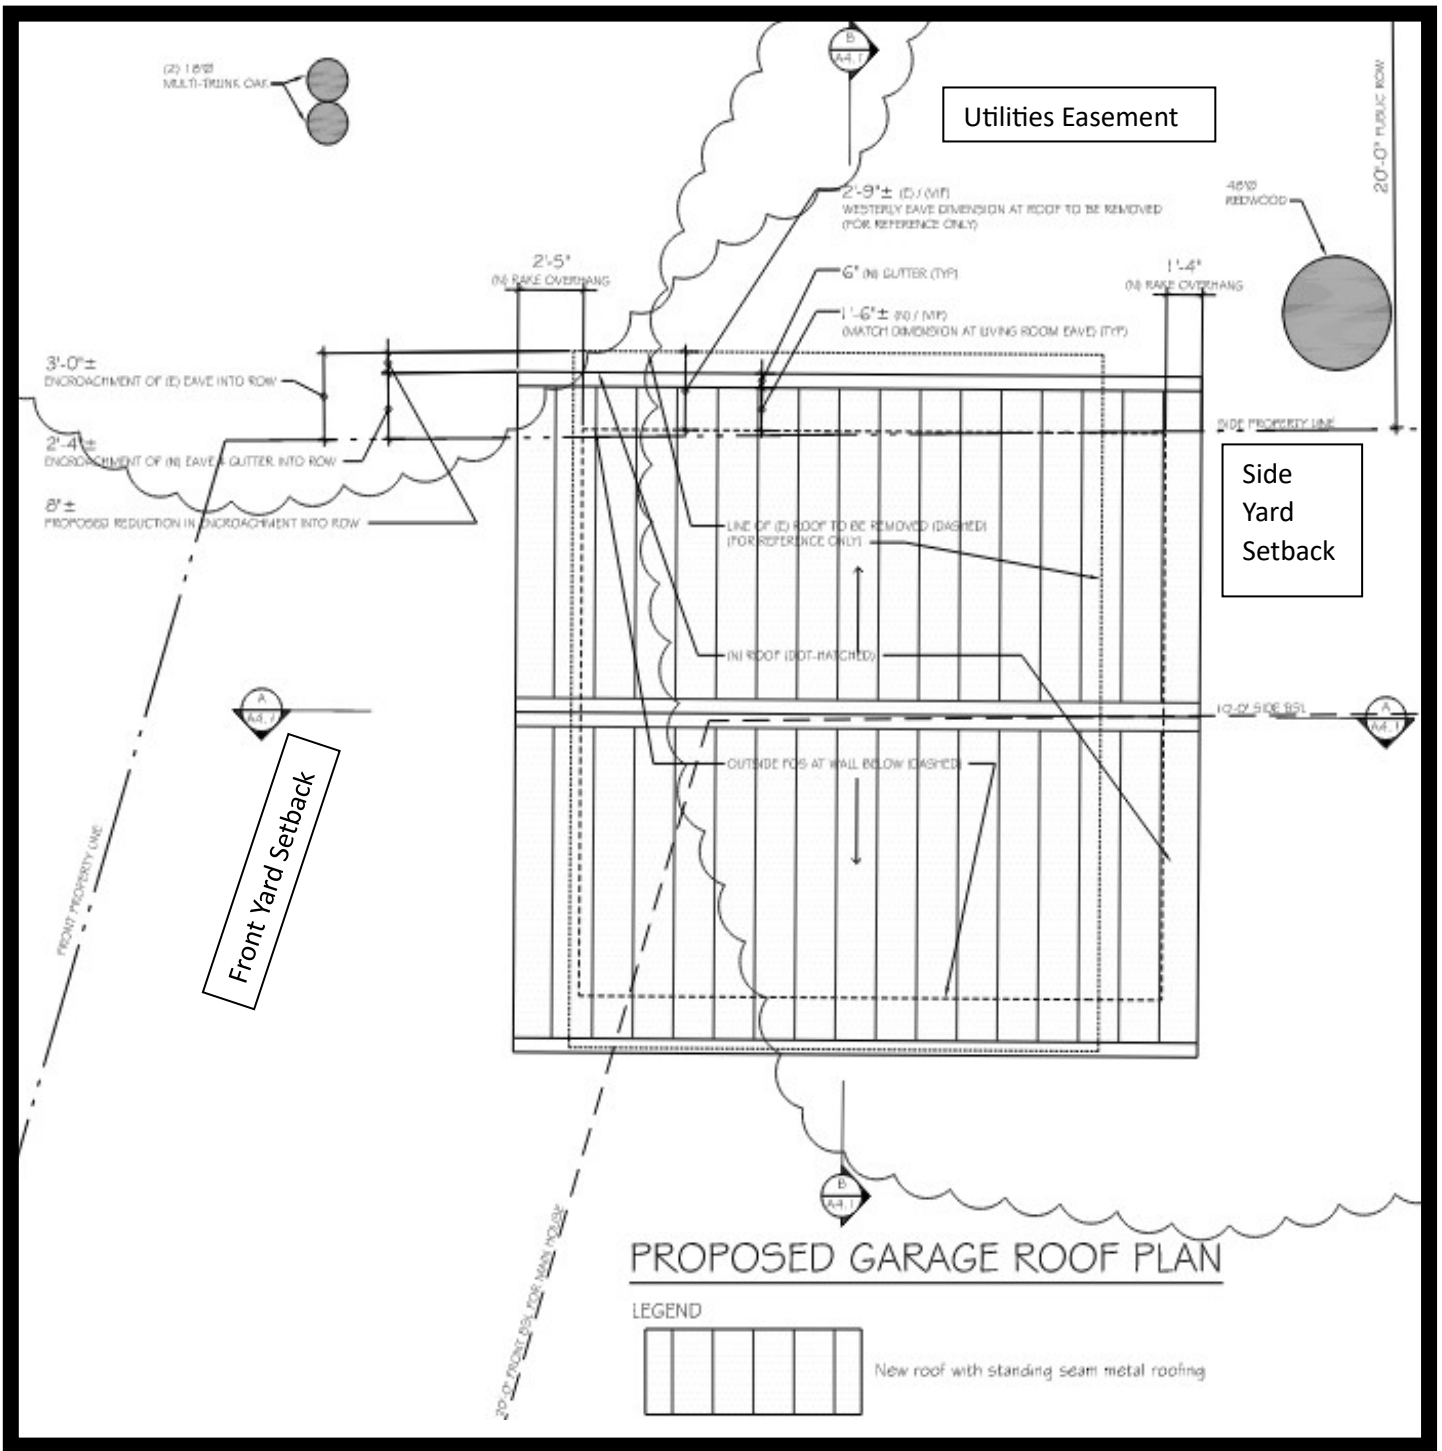 B
A4.1
(2) 18"Ø
MULTI-TRUNK OAK
Utilities Easement
20'-0" PUBLIC ROW
48"Ø
REDWOOD
2'-9"± (E) / (VIF)
WESTERLY EAVE DIMENSION AT ROOF TO BE REMOVED
(FOR REFERENCE ONLY)
2'-5"
(N) RAKE OVERHANG
6" (N) GUTTER (TYP)
1'-4"
(N) RAKE OVERHANG
1'-6"± (N) / (VIF)
(MATCH DIMENSION AT LIVING ROOM EAVE) (TYP)
3'-0"±
ENCROACHMENT OF (E) EAVE INTO ROW
SIDE PROPERTY LINE
2'-4"±
ENCROACHMENT OF (N) EAVE & GUTTER INTO ROW
Side
Yard
Setback
8"±
PROPOSED REDUCTION IN ENCROACHMENT INTO ROW
LINE OF (E) ROOF TO BE REMOVED (DASHED)
(FOR REFERENCE ONLY)
(N) ROOF (DOT-HATCHED)
A
A4.1
10'-0" SIDE BSL
A
A4.1
OUTSIDE FOS AT WALL BELOW (DASHED)
FRONT PROPERTY LINE
Front Yard Setback
B
A4.1
20'-0" FRONT BSL FOR MAIN HOUSE
PROPOSED GARAGE ROOF PLAN
LEGEND
New roof with standing seam metal roofing